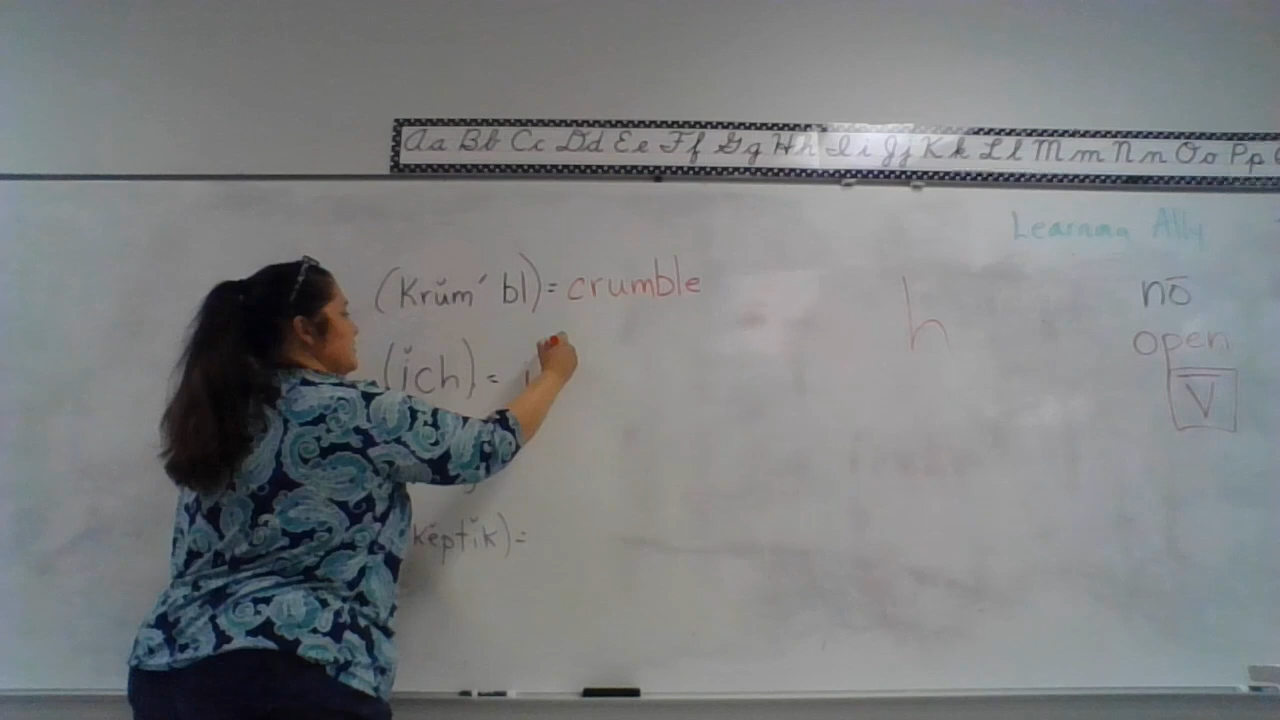 Aa Bb Cc Dd Ee Ff Gg Hh Ii Jj Kk Ll Mm Nn Oo Pp
Learning Ally
(Krŭm′ bl) = crumble
h
nō
open
V̄
(ĭch) = i
kĕptĭk) =